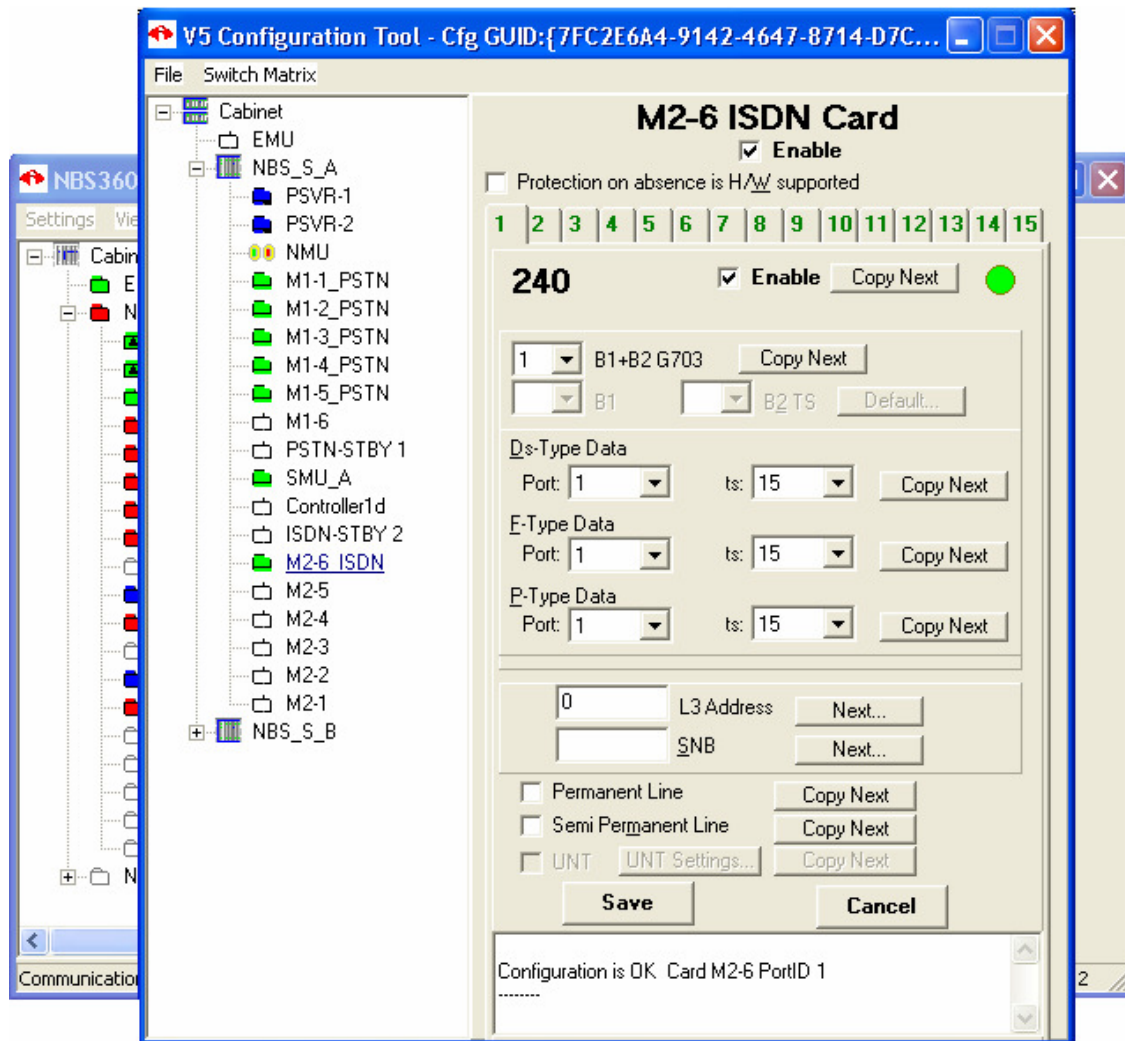 V5 Configuration Tool - Cfg GUID:{7FC2E6A4-9142-4647-8714-D7C...
File Switch Matrix
Cabinet
EMU
NBS_S_A
PSVR-1
PSVR-2
NMU
M1-1_PSTN
M1-2_PSTN
M1-3_PSTN
M1-4_PSTN
M1-5_PSTN
M1-6
PSTN-STBY 1
SMU_A
Controller1d
ISDN-STBY 2
M2-6 ISDN
M2-5
M2-4
M2-3
M2-2
M2-1
NBS_S_B
M2-6 ISDN Card
Enable
Protection on absence is H/W supported
1 2 3 4 5 6 7 8 9 10 11 12 13 14 15
240 Enable Copy Next
1 B1+B2 G703 Copy Next
B1 B2 TS Default...
Ds-Type Data
Port: 1 ts: 15 Copy Next
F-Type Data
Port: 1 ts: 15 Copy Next
P-Type Data
Port: 1 ts: 15 Copy Next
0 L3 Address Next...
SNB Next...
Permanent Line Copy Next
Semi Permanent Line Copy Next
UNT UNT Settings... Copy Next
Save Cancel
Configuration is OK Card M2-6 PortID 1
--------
NBS360
Settings Vie
Cabin
E
N
N
Communication
2